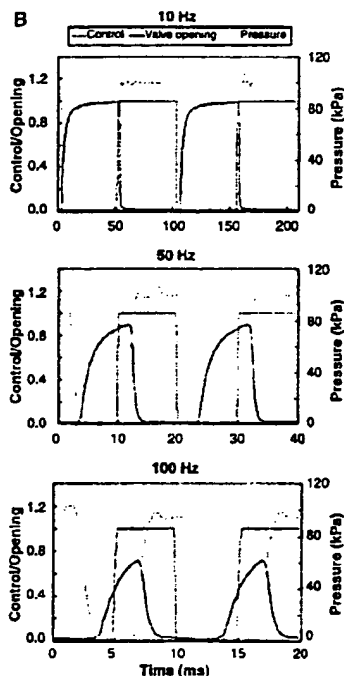 B
10 Hz
Control Valve opening Pressure
Control/Opening
1.2
0.8
0.4
0.0
0 50 100 150 200
120
80
40
0
Pressure (kPa)
50 Hz
Control/Opening
1.2
0.8
0.4
0.0
0 10 20 30 40
120
80
40
0
Pressure (kPa)
100 Hz
Control/Opening
1.2
0.8
0.4
0.0
0 5 10 15 20
120
80
40
0
Pressure (kPa)
Time (ms)